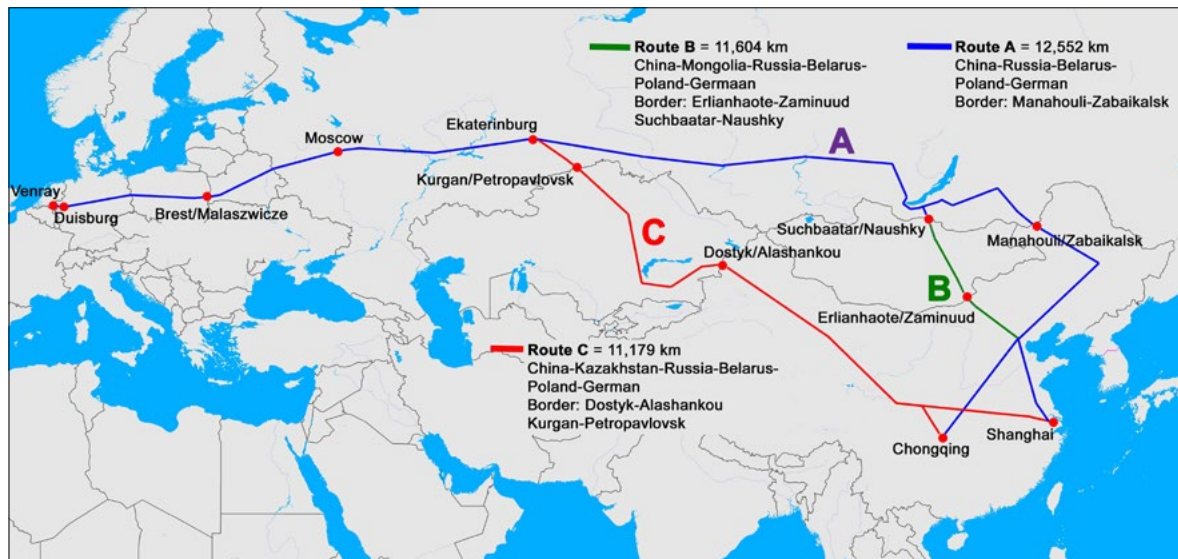 Route B = 11,604 km
China-Mongolia-Russia-Belarus-
Poland-Germaan
Border: Erlianhaote-Zaminuud
Suchbaatar-Naushky
Route A = 12,552 km
China-Russia-Belarus-
Poland-German
Border: Manahouli-Zabaikalsk
Ekaterinburg
Moscow
A
Kurgan/Petropavlovsk
Venray
Duisburg
Brest/Malaszwicze
Suchbaatar/Naushky
Manahouli/Zabaikalsk
C
Dostyk/Alashankou
B
Erlianhaote/Zaminuud
Route C = 11,179 km
China-Kazakhstan-Russia-Belarus-
Poland-German
Border: Dostyk-Alashankou
Kurgan-Petropavlovsk
Shanghai
Chongqing